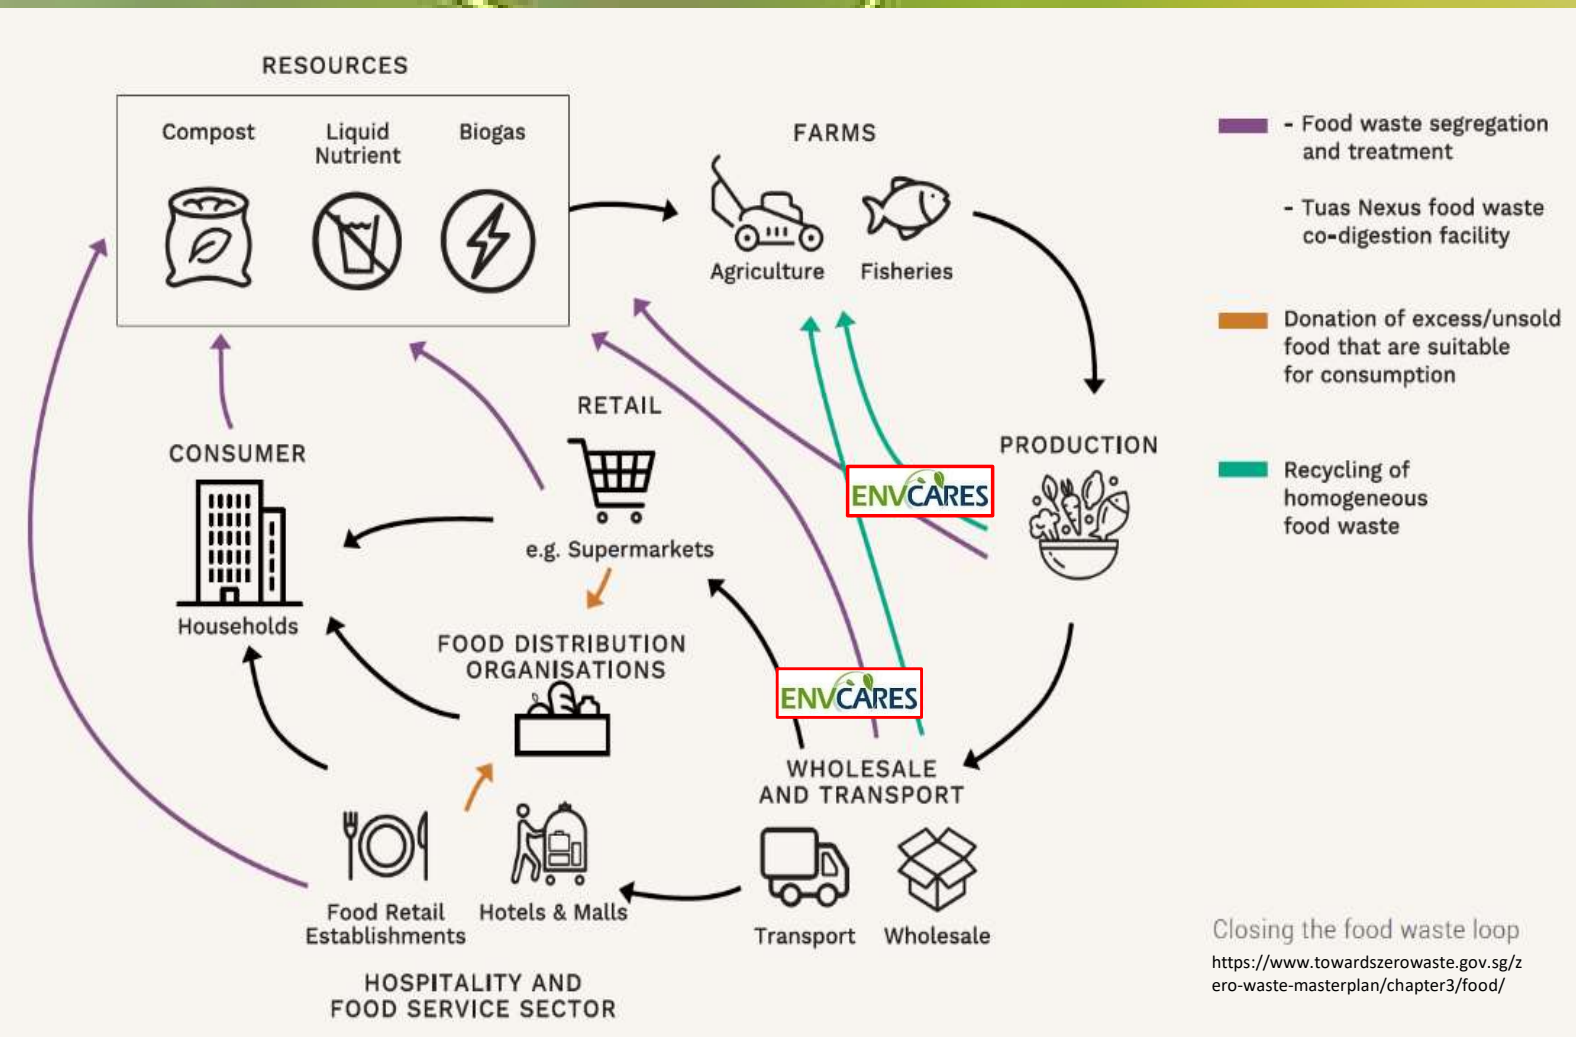 RESOURCES
Compost
Liquid
Nutrient
Biogas
FARMS
Agriculture
Fisheries
- Food waste segregation
and treatment
- Tuas Nexus food waste
co-digestion facility
Donation of excess/unsold
food that are suitable
for consumption
Recycling of
homogeneous
food waste
RETAIL
e.g. Supermarkets
CONSUMER
Households
PRODUCTION
ENVCARES
FOOD DISTRIBUTION
ORGANISATIONS
ENVCARES
WHOLESALE
AND TRANSPORT
Transport
Wholesale
Food Retail
Establishments
Hotels & Malls
HOSPITALITY AND
FOOD SERVICE SECTOR
Closing the food waste loop
https://www.towardszerowaste.gov.sg/z
ero-waste-masterplan/chapter3/food/